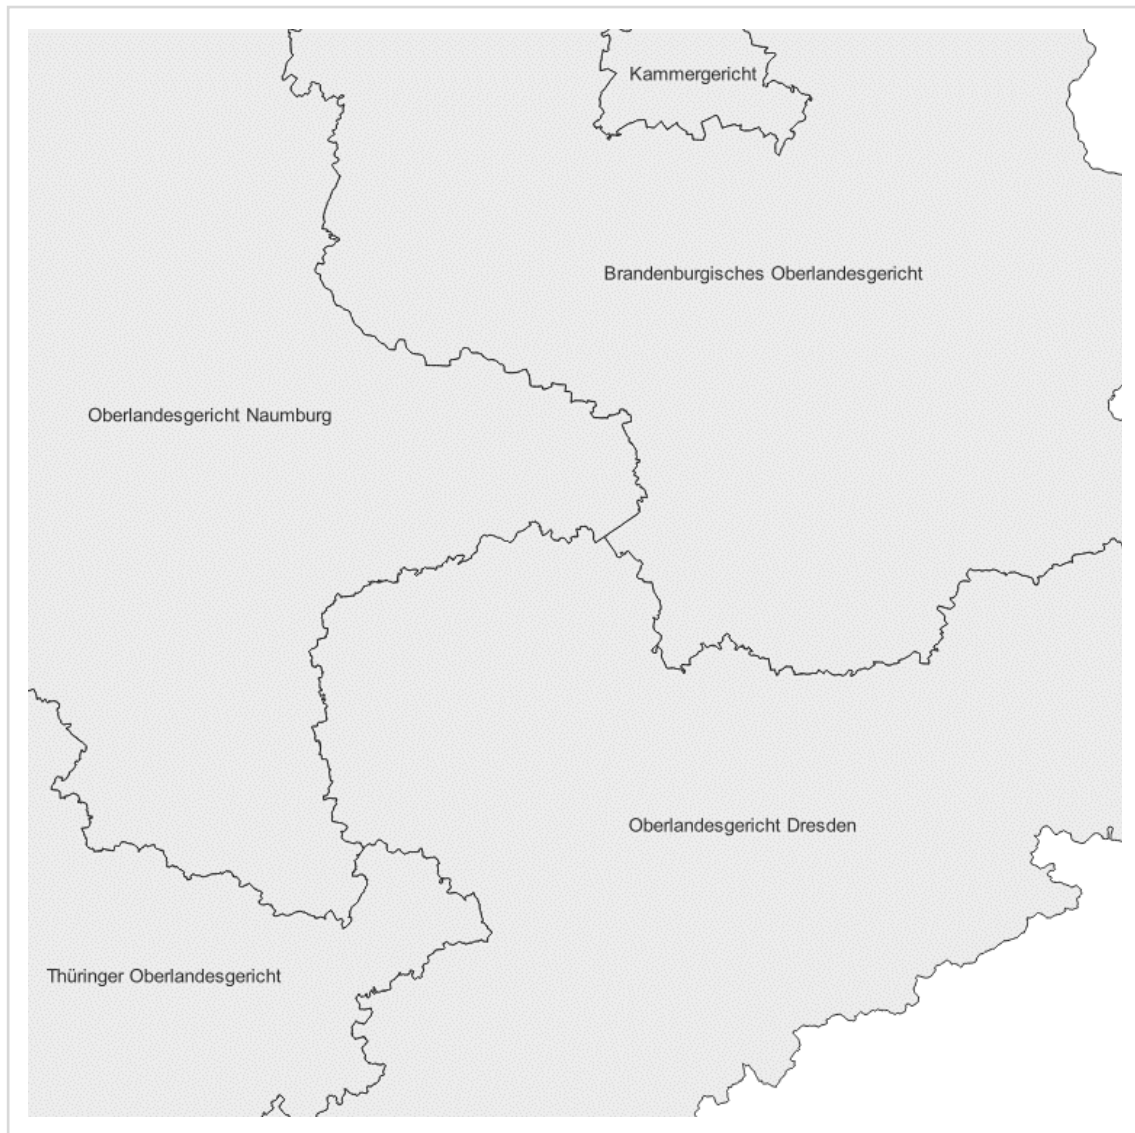 Kammergericht
Brandenburgisches Oberlandesgericht
Oberlandesgericht Naumburg
Oberlandesgericht Dresden
Thüringer Oberlandesgericht